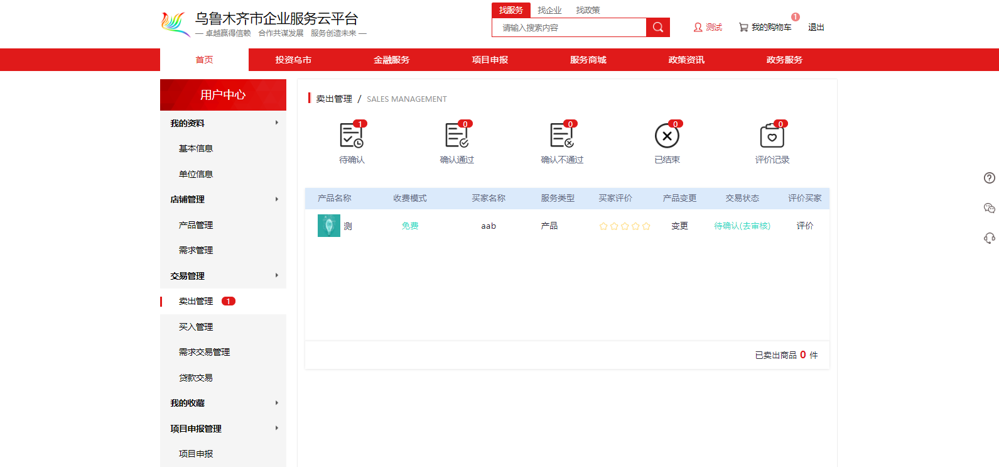 乌鲁木齐市企业服务云平台
— 卓越赢得信赖 合作共谋发展 服务创造未来 —
找服务 找企业 找政策
请输入搜索内容
测试 我的购物车 1 退出
首页 投资乌市 金融服务 项目申报 服务商城 政策资讯 政务服务
用户中心
我的资料
基本信息
单位信息
店铺管理
产品管理
需求管理
交易管理
卖出管理 1
买入管理
需求交易管理
贷款交易
我的收藏
项目申报管理
项目申报
卖出管理 / SALES MANAGEMENT
1 0 0 0 0
待确认 确认通过 确认不通过 已结束 评价记录
产品名称 收费模式 买家名称 服务类型 买家评价 产品变更 交易状态 评价买家
测 免费 aab 产品 变更 待确认(去审核) 评价
已卖出商品 0 件